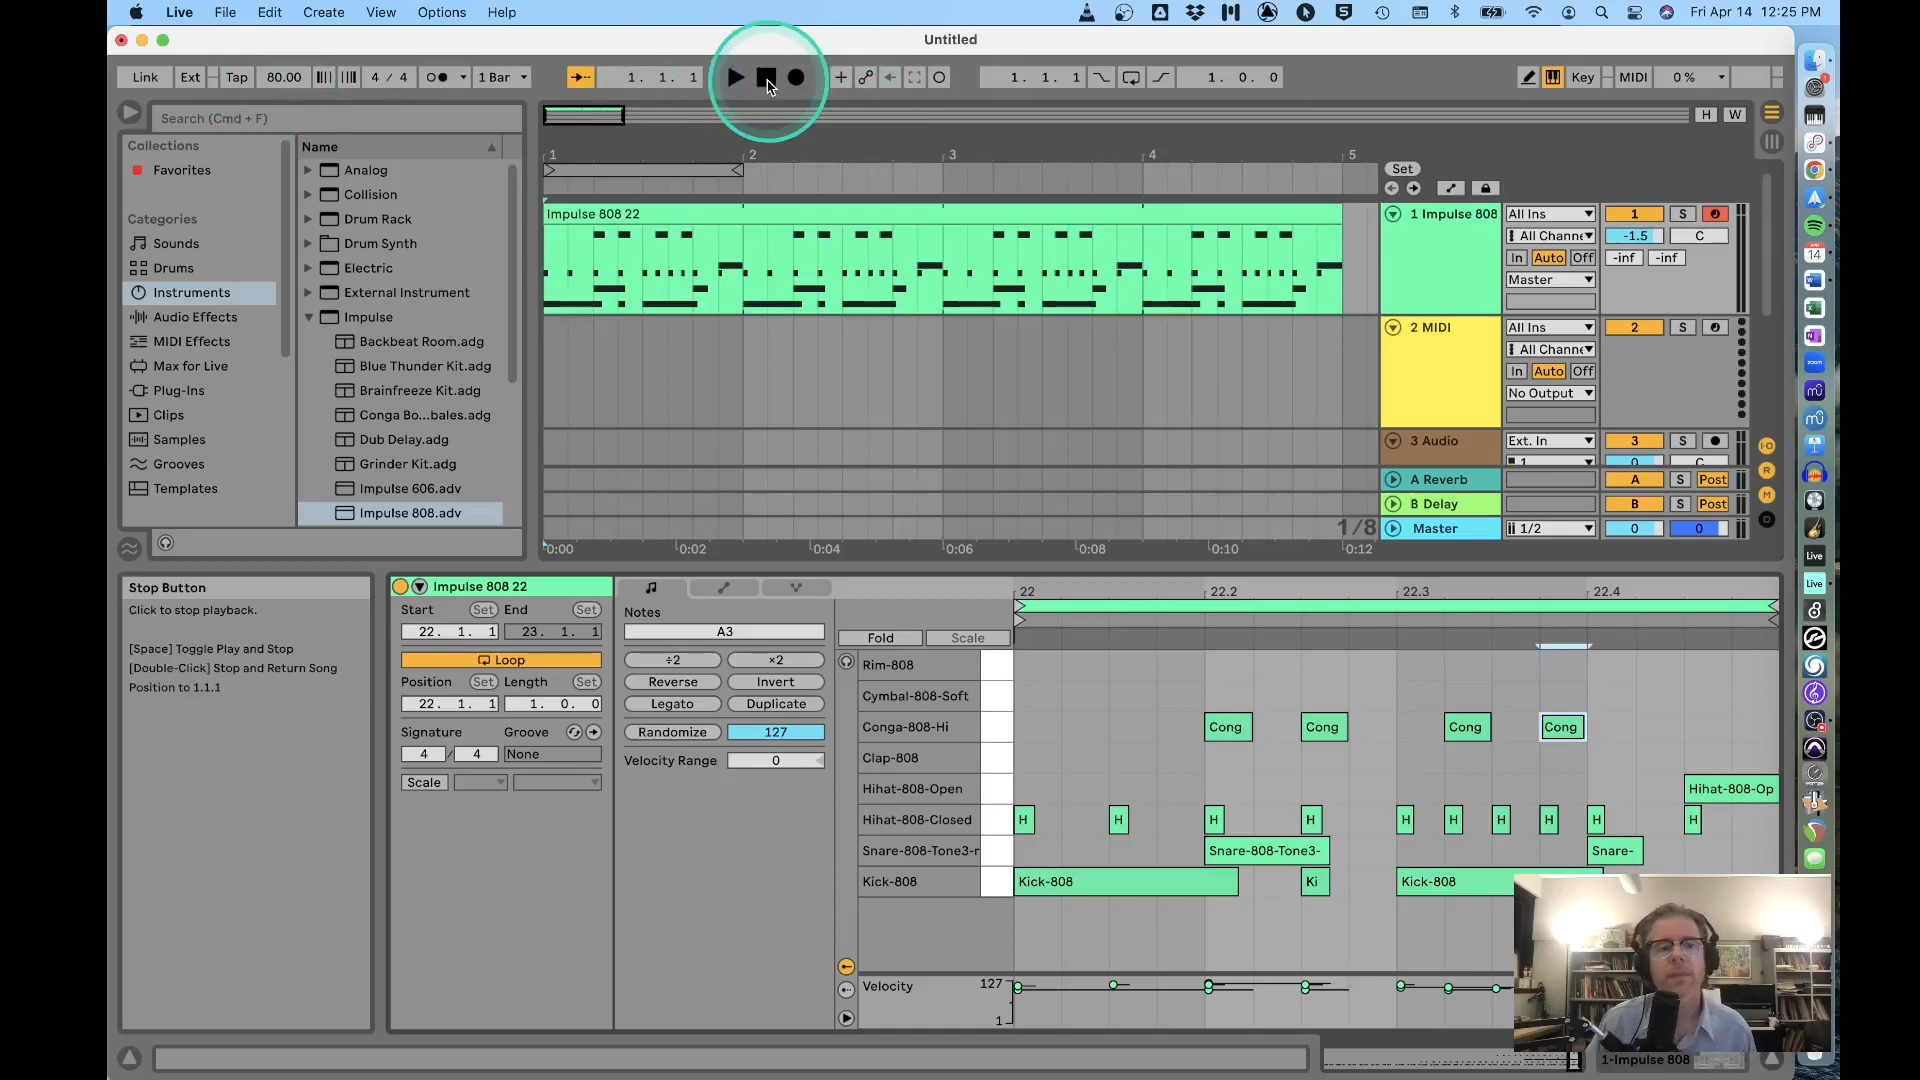 Live File Edit Create View Options Help
Fri Apr 14 12:25 PM
Untitled
Link Ext Tap 80.00 4 / 4 1 Bar
1. 1. 1
1. 1. 1
1. 0. 0
Key MIDI 0 %
Search (Cmd + F)
H W
Collections
Favorites
Categories
Sounds
Drums
Instruments
Audio Effects
MIDI Effects
Max for Live
Plug-Ins
Clips
Samples
Grooves
Templates
Name
Analog
Collision
Drum Rack
Drum Synth
Electric
External Instrument
Impulse
Backbeat Room.adg
Blue Thunder Kit.adg
Brainfreeze Kit.adg
Conga Bo...bales.adg
Dub Delay.adg
Grinder Kit.adg
Impulse 606.adv
Impulse 808.adv
1 2 3 4 5
Set
Impulse 808 22
1 Impulse 808 All Ins 1 S
All Channe -1.5 C
In Auto Off -inf -inf
Master
2 MIDI All Ins 2 S
All Channe
In Auto Off
No Output
3 Audio Ext. In 3 S
1 0 C
A Reverb A S Post
B Delay B S Post
1/8 Master 1/2 0 0
0:00 0:02 0:04 0:06 0:08 0:10 0:12
I·O
R
M
D
14
zoom
Live
Live
Stop Button
Click to stop playback.
[Space] Toggle Play and Stop
[Double-Click] Stop and Return Song
Position to 1.1.1
Impulse 808 22
Start Set End Set
22. 1. 1 23. 1. 1
Loop
Position Set Length Set
22. 1. 1 1. 0. 0
Signature Groove
4 / 4 None
Scale
Notes
A3
÷2 ×2
Reverse Invert
Legato Duplicate
Randomize 127
Velocity Range 0
22 22.2 22.3 22.4
Fold Scale
Rim-808
Cymbal-808-Soft
Conga-808-Hi Cong Cong Cong Cong
Clap-808
Hihat-808-Open Hihat-808-Op
Hihat-808-Closed H H H H H H H H H H
Snare-808-Tone3-r Snare-808-Tone3- Snare-
Kick-808 Kick-808 Ki Kick-808
Velocity 127
1
1-Impulse 808